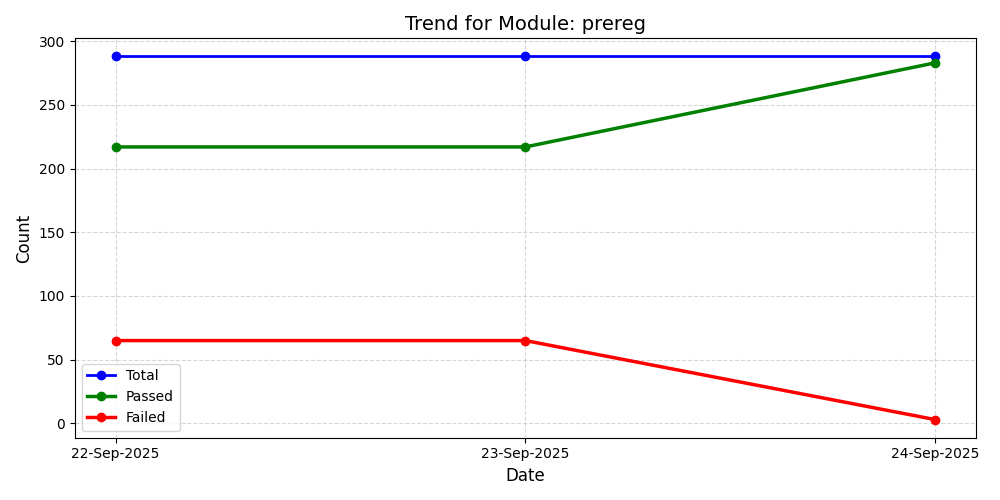 Trend for Module: prereg
300
250
200
150
100
50
0
Count
Total
Passed
Failed
22-Sep-2025
23-Sep-2025
24-Sep-2025
Date